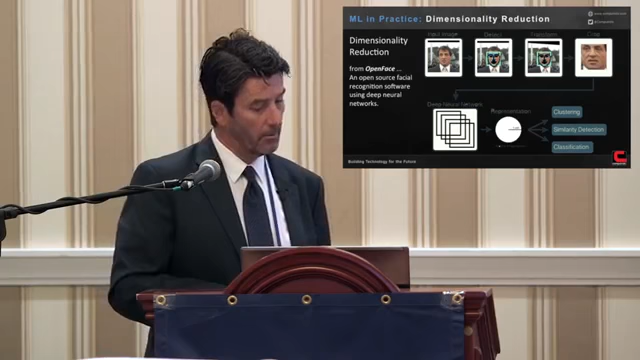 ML in Practice: Dimensionality Reduction
Dimensionality
Reduction
from OpenFace ...
An open source facial
recognition software
using deep neural
networks.
Input Image
Detect
Transform
Crop
Deep Neural Network
Representation
Clustering
Similarity Detection
Classification
Building Technology for the Future